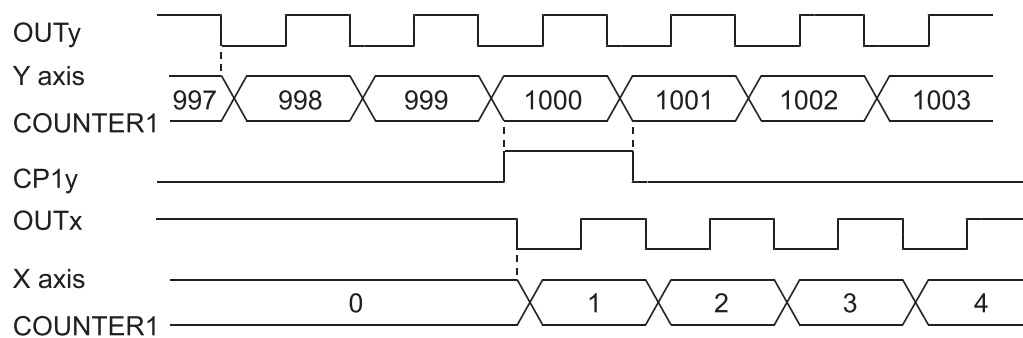 OUTy
Y axis
997 998 999 1000 1001 1002 1003
COUNTER1
CP1y
OUTx
X axis
0 1 2 3 4
COUNTER1